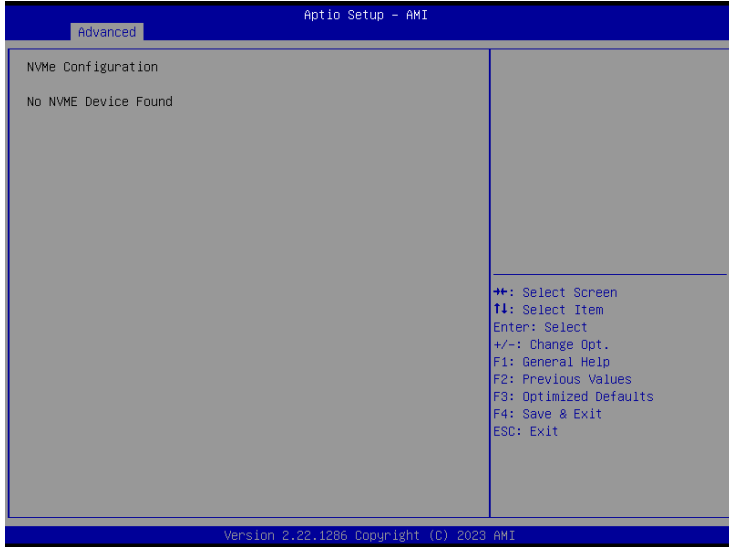 Aptio Setup - AMI
Advanced
NVMe Configuration
No NVME Device Found
→←: Select Screen
↑↓: Select Item
Enter: Select
+/-: Change Opt.
F1: General Help
F2: Previous Values
F3: Optimized Defaults
F4: Save & Exit
ESC: Exit
Version 2.22.1286 Copyright (C) 2023 AMI